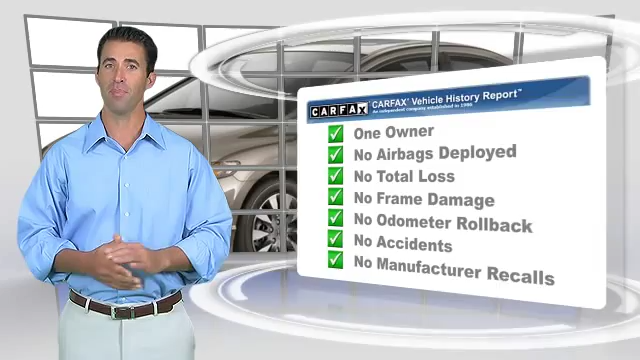 CARFAX CARFAX® Vehicle History Report™
An independent company established in 1986
One Owner
No Airbags Deployed
No Total Loss
No Frame Damage
No Odometer Rollback
No Accidents
No Manufacturer Recalls